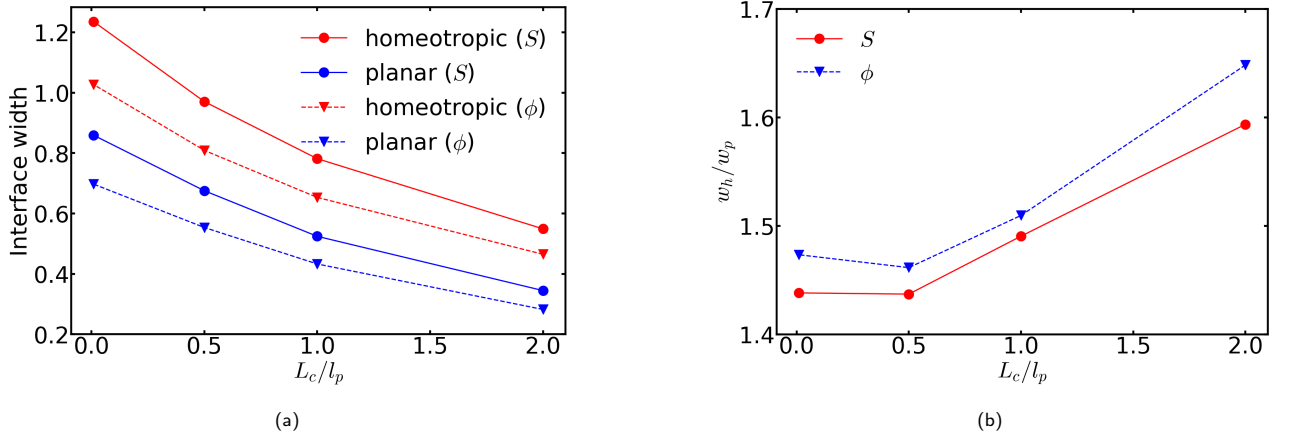 1.2
1.0
0.8
0.6
0.4
0.2
Interface width
homeotropic (S)
planar (S)
homeotropic (ϕ)
planar (ϕ)
0.0 0.5 1.0 1.5 2.0
L_c/l_p
(a)
1.7
1.6
1.5
1.4
w_h/w_p
S
ϕ
0.0 0.5 1.0 1.5 2.0
L_c/l_p
(b)